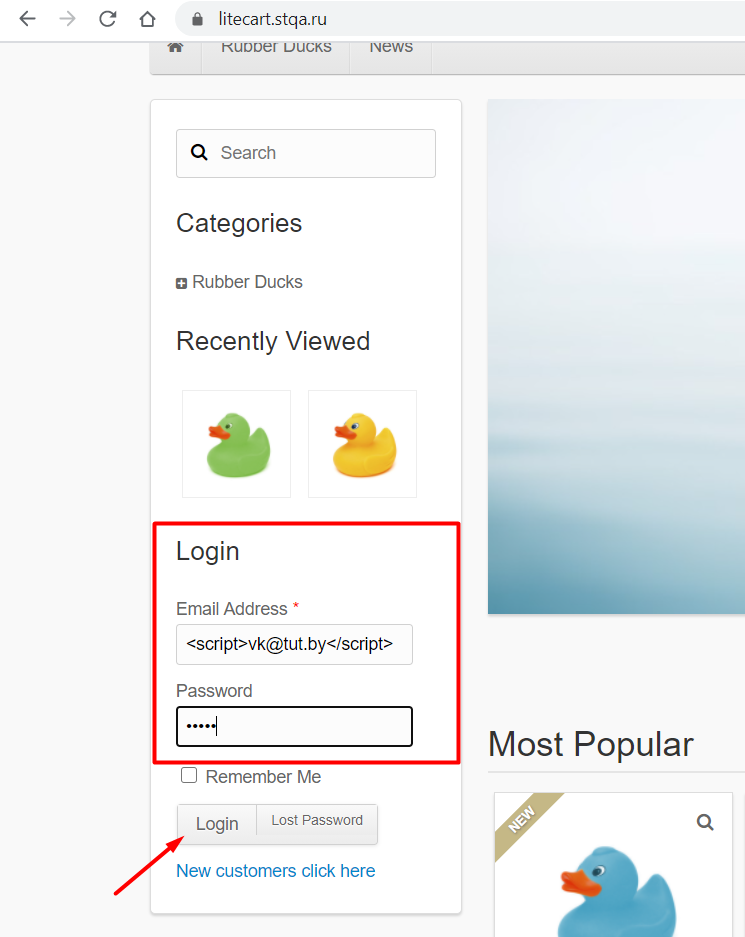 litecart.stqa.ru
Rubber Ducks News
Search
Categories
Rubber Ducks
Recently Viewed
Login
Email Address *
<script>vk@tut.by</script>
Password
•••••
Remember Me
Login Lost Password
New customers click here
Most Popular
NEW